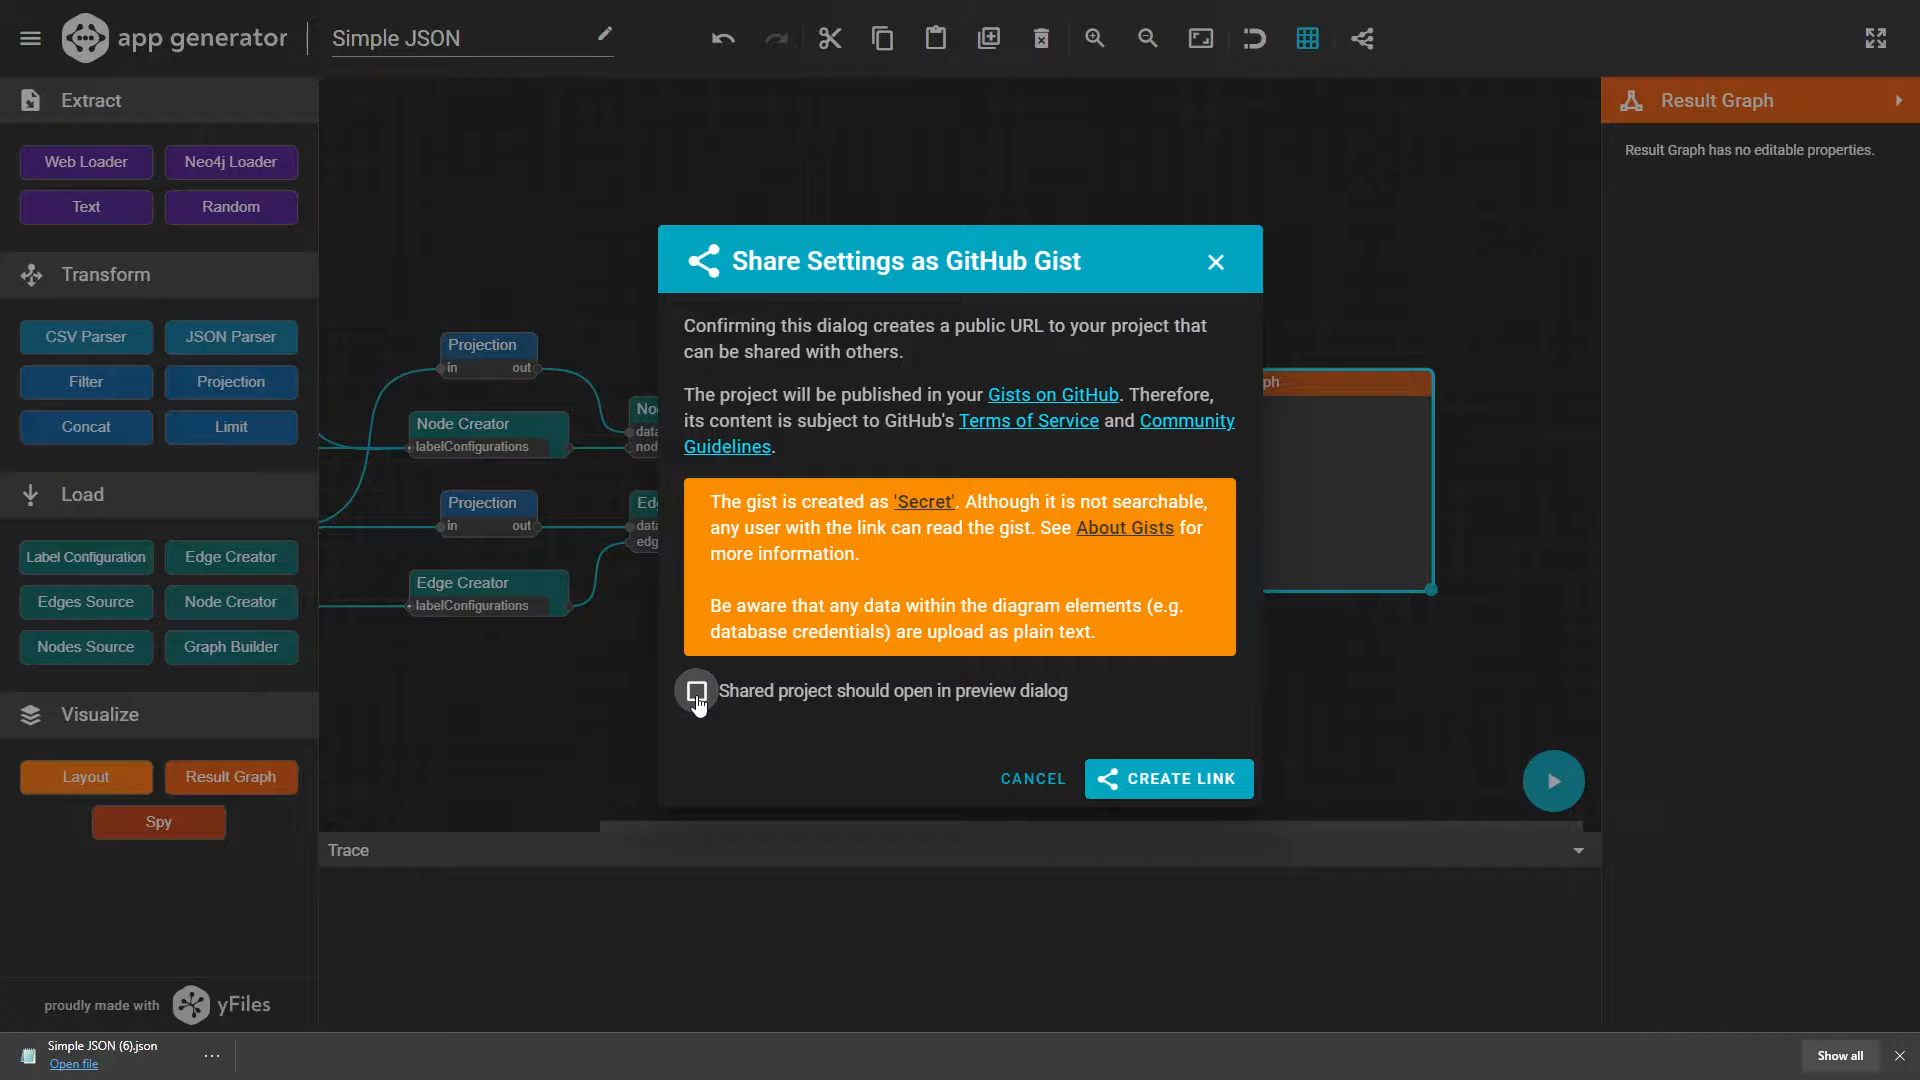 app generator
Simple JSON
Extract
Web Loader
Neo4j Loader
Text
Random
Transform
CSV Parser
JSON Parser
Filter
Projection
Concat
Limit
Load
Label Configuration
Edge Creator
Edges Source
Node Creator
Nodes Source
Graph Builder
Visualize
Layout
Result Graph
Spy
proudly made with
yFiles
Projection
in out
Node Creator
labelConfigurations
Projection
in out
Edge Creator
labelConfigurations
No
data
nod
Ed
data
edg
ph
Share Settings as GitHub Gist
Confirming this dialog creates a public URL to your project that
can be shared with others.
The project will be published in your Gists on GitHub. Therefore,
its content is subject to GitHub's Terms of Service and Community
Guidelines.
The gist is created as 'Secret'. Although it is not searchable,
any user with the link can read the gist. See About Gists for
more information.
Be aware that any data within the diagram elements (e.g.
database credentials) are upload as plain text.
Shared project should open in preview dialog
CANCEL
CREATE LINK
Result Graph
Result Graph has no editable properties.
Trace
Simple JSON (6).json
Open file
Show all